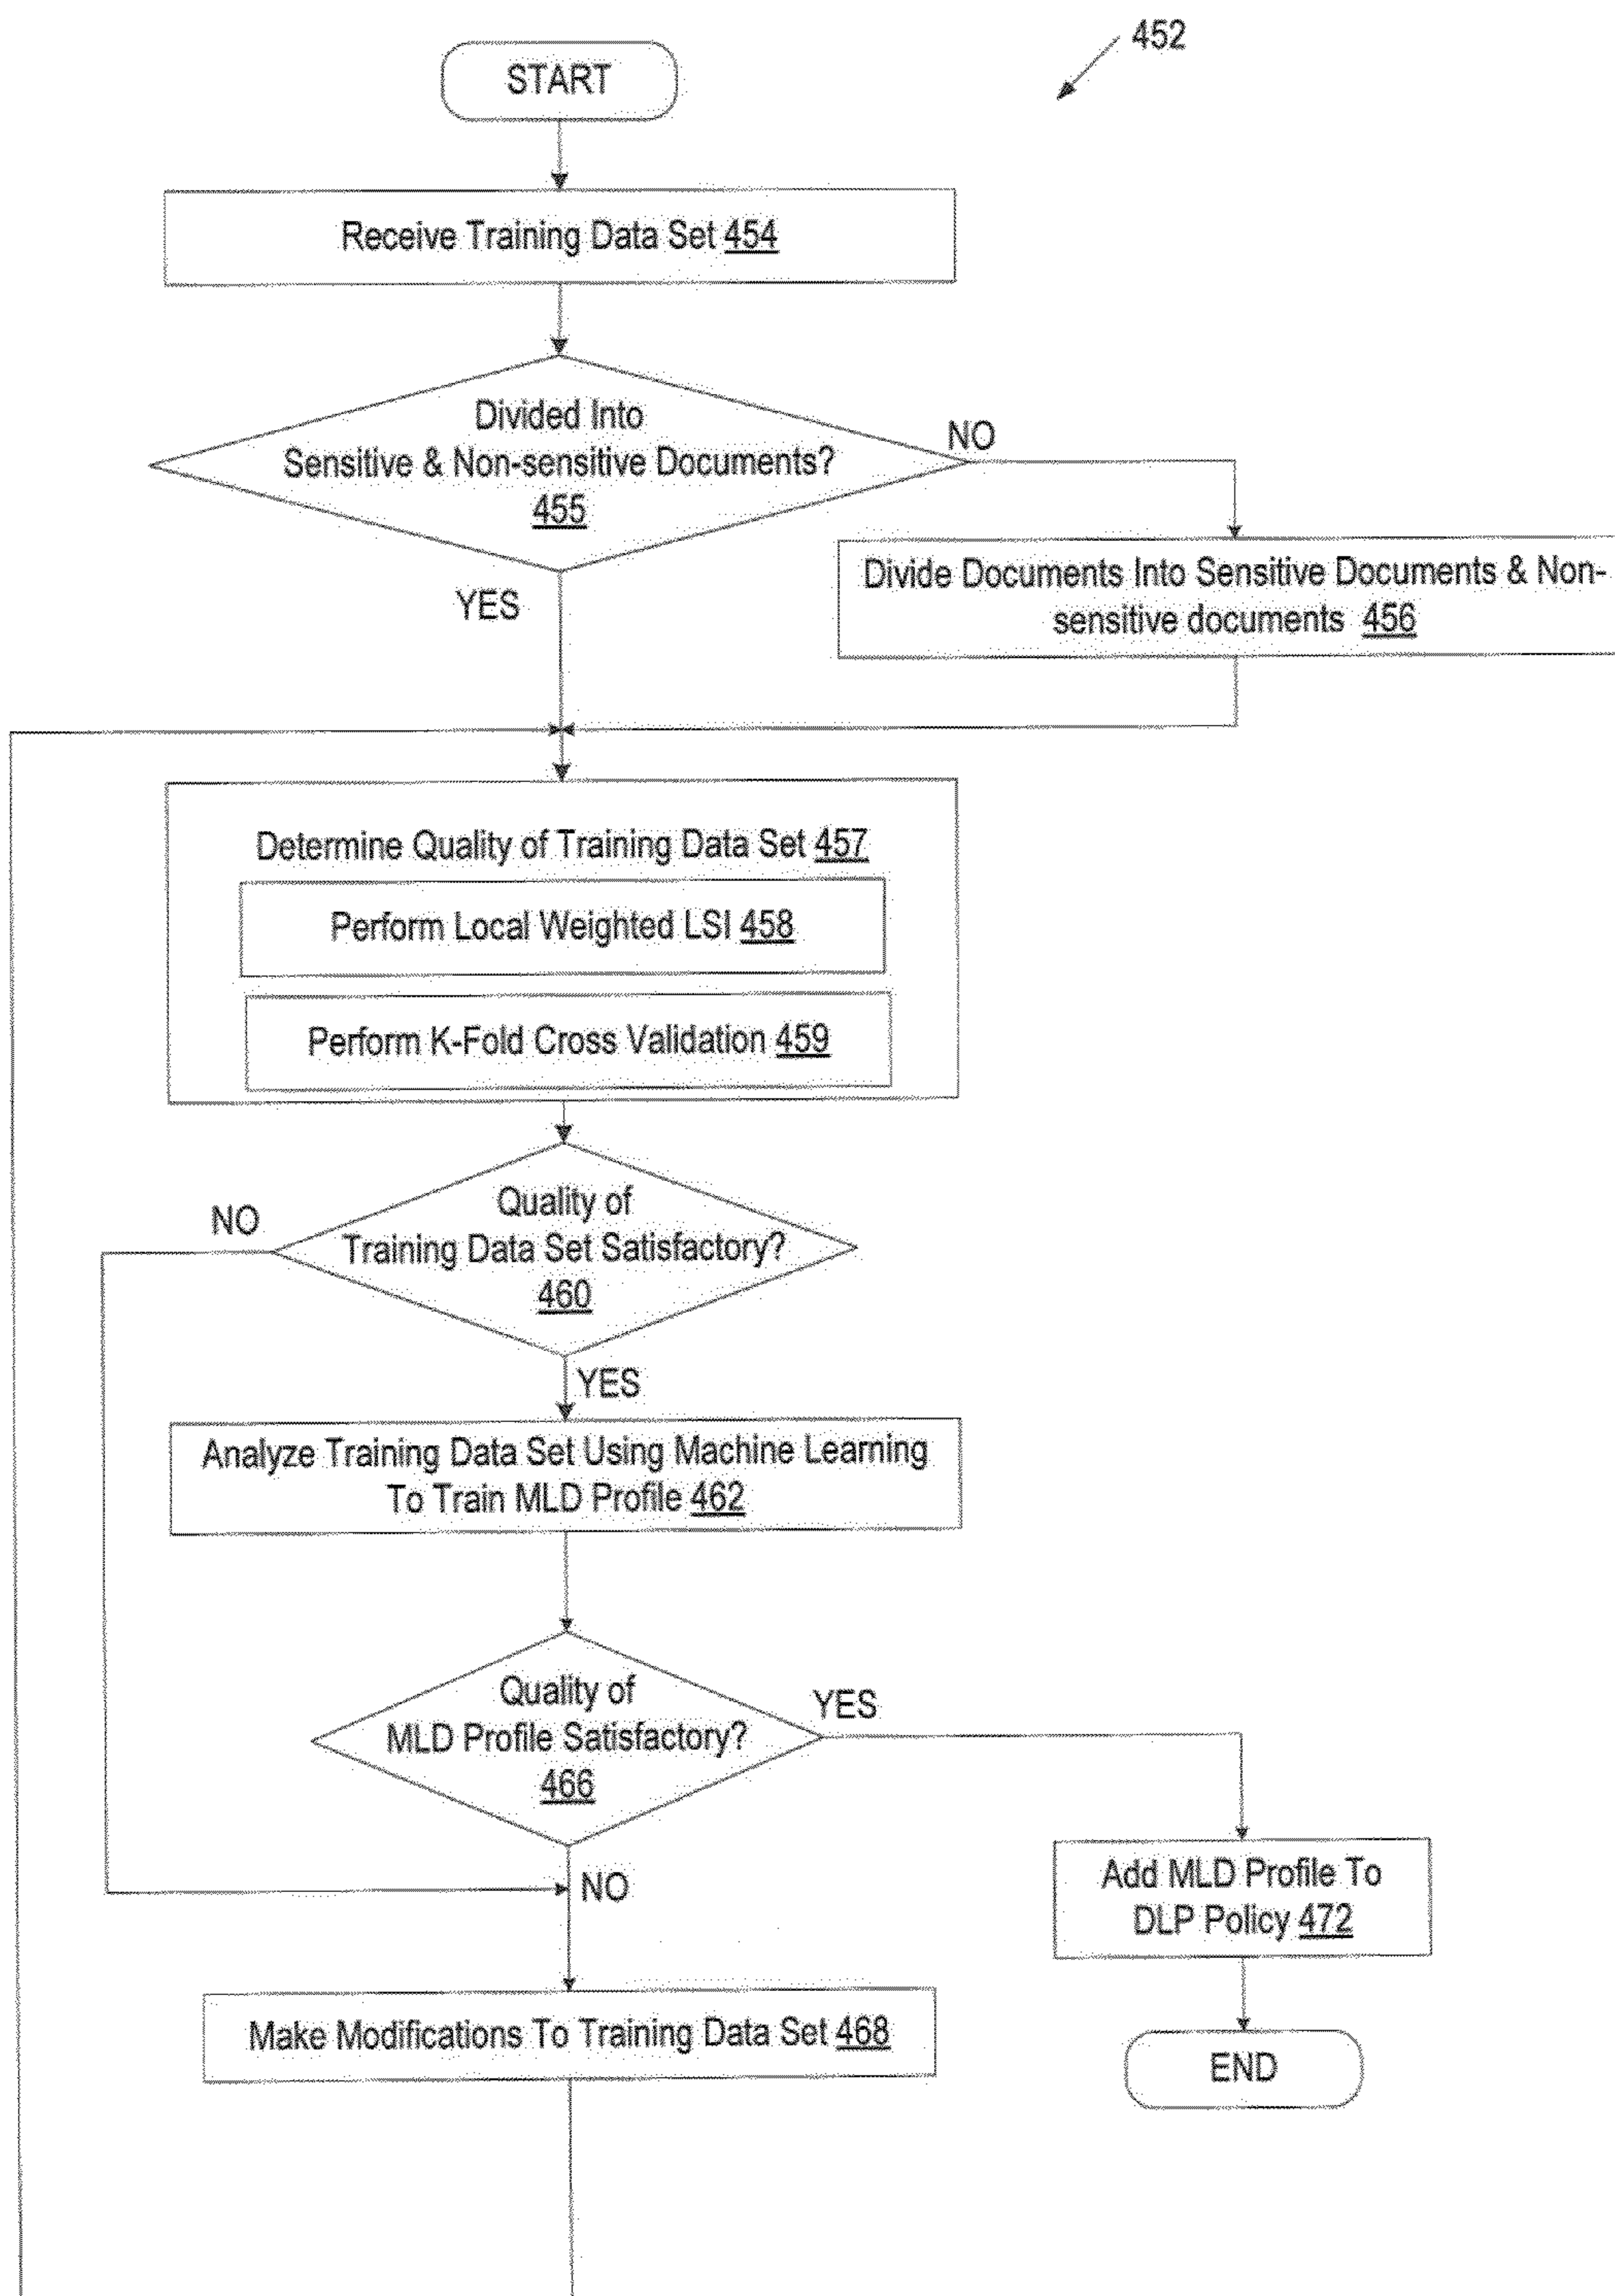 452
START
Receive Training Data Set 454
Divided Into
Sensitive & Non-sensitive Documents?
455
NO
YES
Divide Documents Into Sensitive Documents & Non-
sensitive documents 456
Determine Quality of Training Data Set 457
Perform Local Weighted LSI 458
Perform K-Fold Cross Validation 459
Quality of
Training Data Set Satisfactory?
460
NO
YES
Analyze Training Data Set Using Machine Learning
To Train MLD Profile 462
Quality of
MLD Profile Satisfactory?
466
YES
NO
Add MLD Profile To
DLP Policy 472
Make Modifications To Training Data Set 468
END